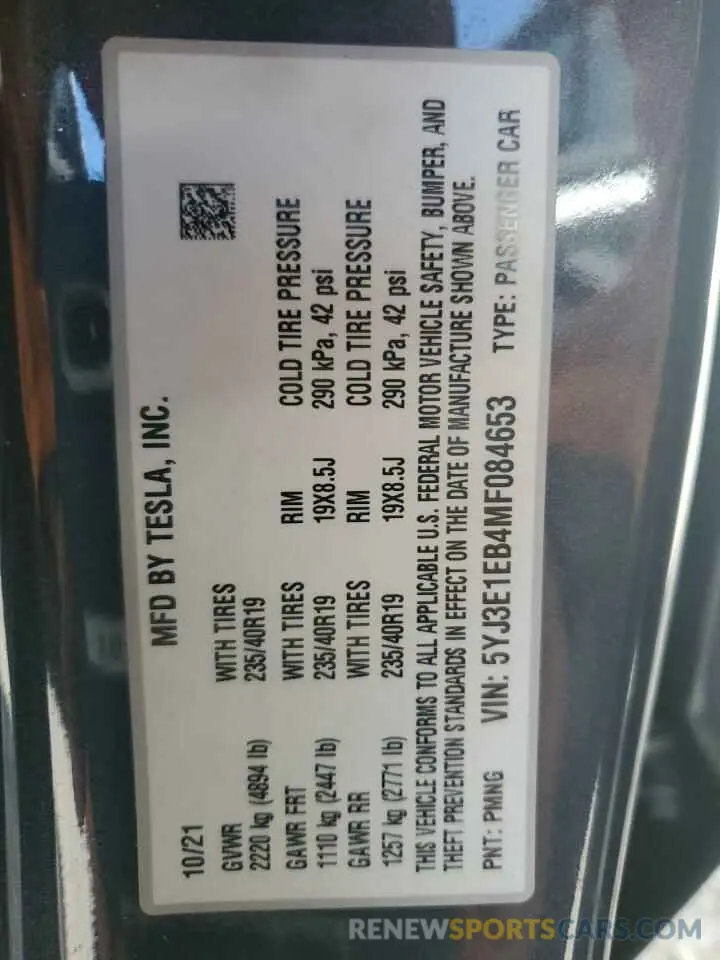 MFD BY TESLA, INC.
10/21
GVWR WITH TIRES
2220 kg (4894 lb) 235/40R19
GAWR FRT WITH TIRES RIM COLD TIRE PRESSURE
1110 kg (2447 lb) 235/40R19 19X8.5J 290 kPa, 42 psi
GAWR RR WITH TIRES RIM COLD TIRE PRESSURE
1257 kg (2771 lb) 235/40R19 19X8.5J 290 kPa, 42 psi
THIS VEHICLE CONFORMS TO ALL APPLICABLE U.S. FEDERAL MOTOR VEHICLE SAFETY, BUMPER, AND
THEFT PREVENTION STANDARDS IN EFFECT ON THE DATE OF MANUFACTURE SHOWN ABOVE.
PNT: PMNG VIN: 5YJ3E1EB4MF084653 TYPE: PASSENGER CAR
RENEWSPORTSCARS.COM